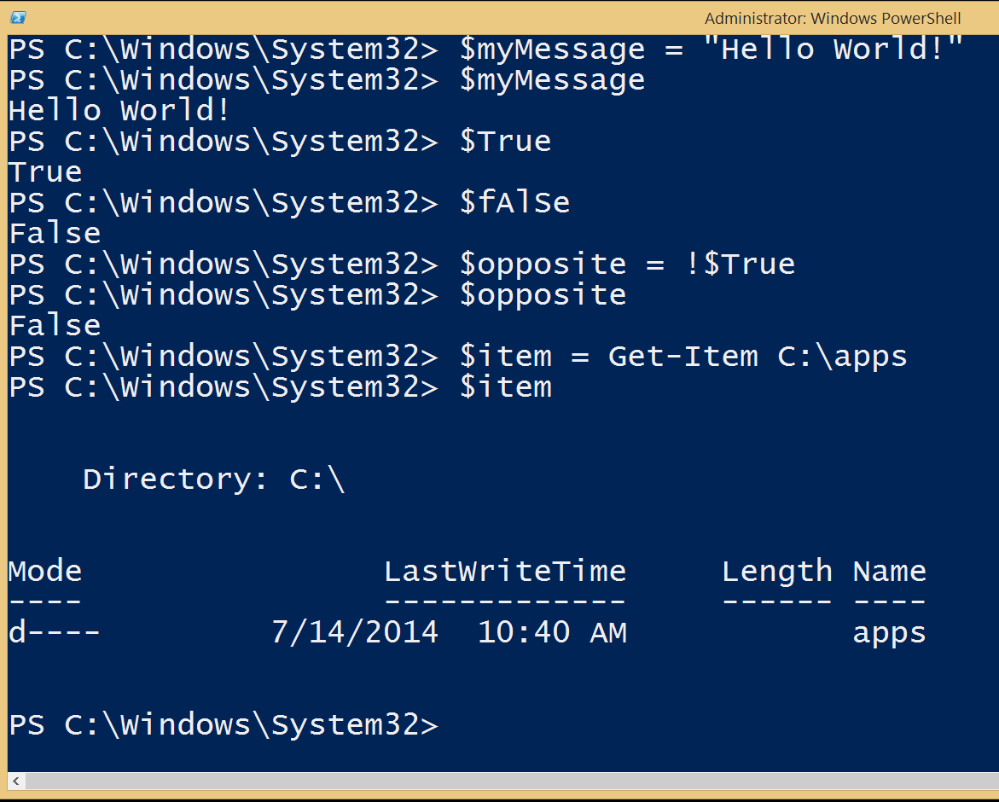 Administrator: Windows PowerShell
PS C:\Windows\System32> $myMessage = "Hello World!"
PS C:\Windows\System32> $myMessage
Hello World!
PS C:\Windows\System32> $True
True
PS C:\Windows\System32> $fAlSe
False
PS C:\Windows\System32> $opposite = !$True
PS C:\Windows\System32> $opposite
False
PS C:\Windows\System32> $item = Get-Item C:\apps
PS C:\Windows\System32> $item
    Directory: C:\
Mode                LastWriteTime     Length Name
----                -------------     ------ ----
d----         7/14/2014  10:40 AM            apps
PS C:\Windows\System32>